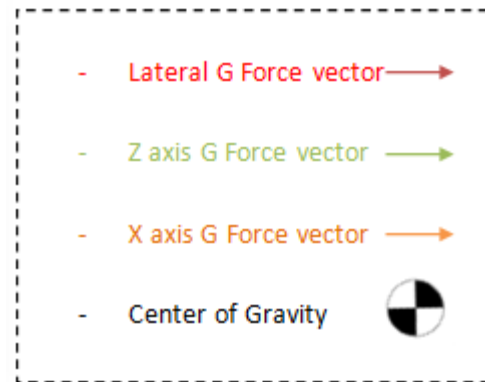 - Lateral G Force vector
- Z axis G Force vector
- X axis G Force vector
- Center of Gravity